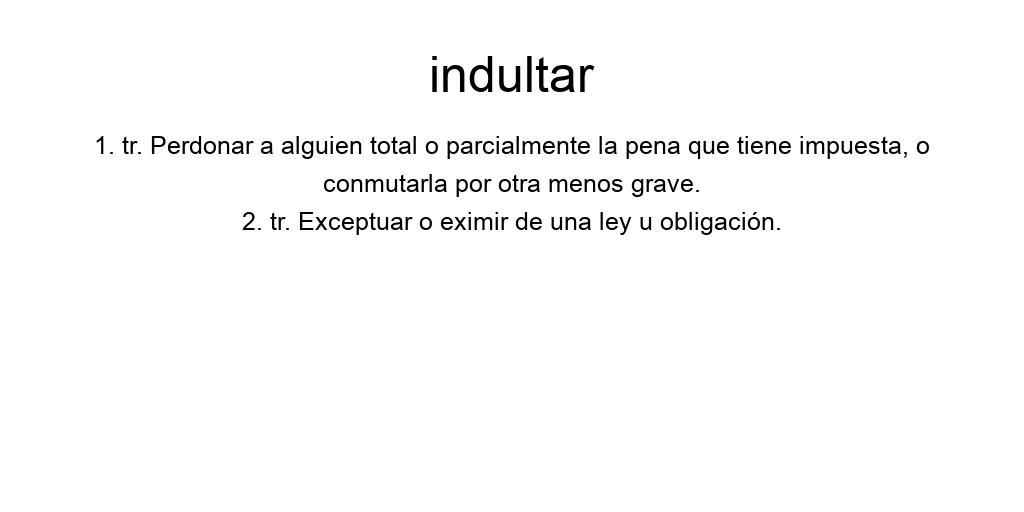 indultar
1. tr. Perdonar a alguien total o parcialmente la pena que tiene impuesta, o
conmutarla por otra menos grave.
2. tr. Exceptuar o eximir de una ley u obligación.